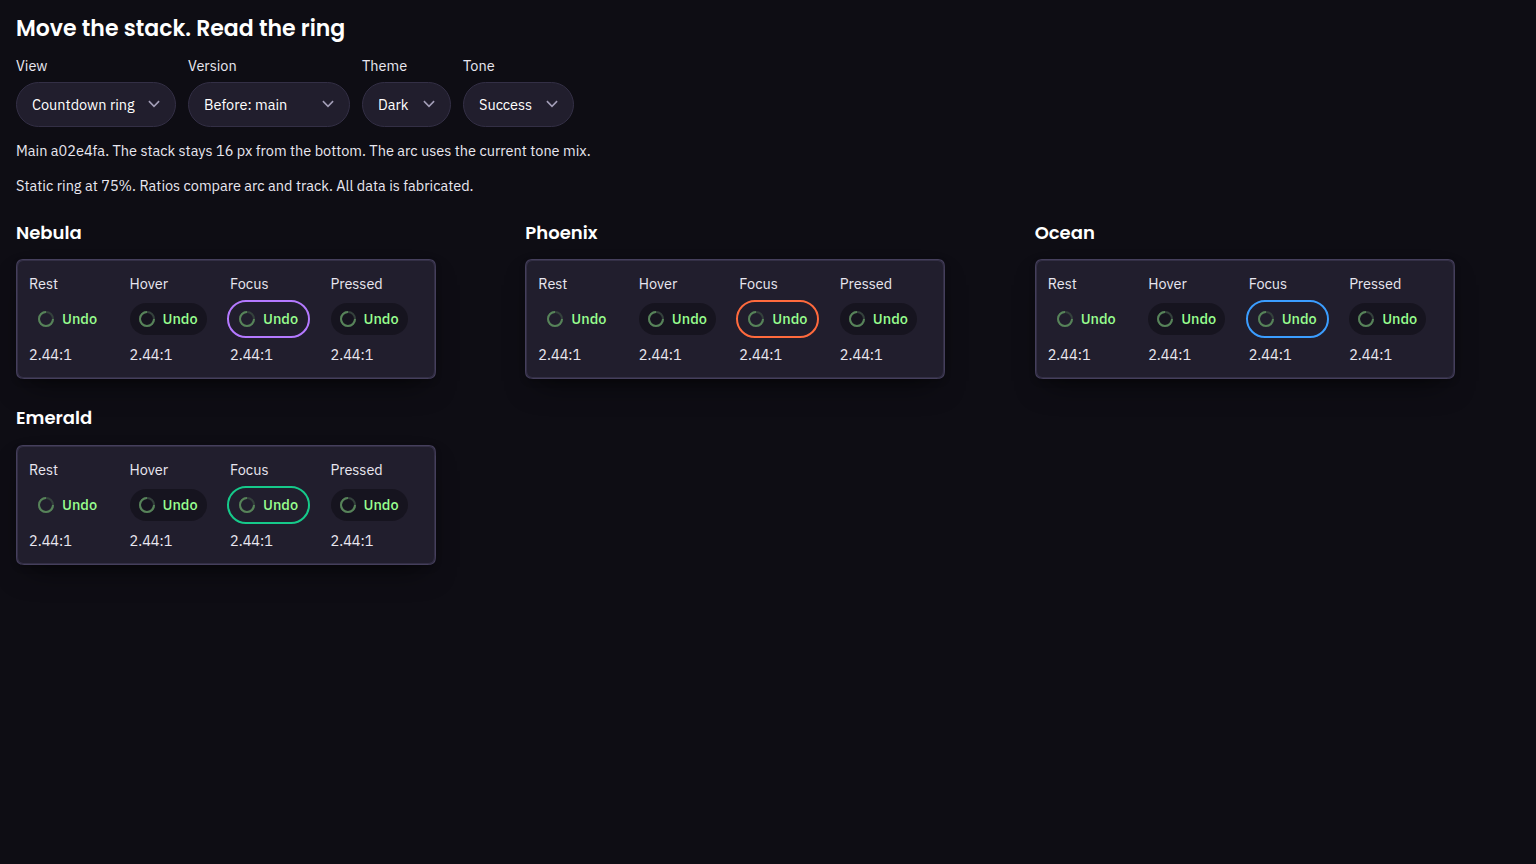 Move the stack. Read the ring
View Version Theme Tone
Countdown ring Before: main Dark Success
Main a02e4fa. The stack stays 16 px from the bottom. The arc uses the current tone mix.
Static ring at 75%. Ratios compare arc and track. All data is fabricated.
Nebula
Rest Hover Focus Pressed
Undo Undo Undo Undo
2.44:1 2.44:1 2.44:1 2.44:1
Phoenix
Rest Hover Focus Pressed
Undo Undo Undo Undo
2.44:1 2.44:1 2.44:1 2.44:1
Ocean
Rest Hover Focus Pressed
Undo Undo Undo Undo
2.44:1 2.44:1 2.44:1 2.44:1
Emerald
Rest Hover Focus Pressed
Undo Undo Undo Undo
2.44:1 2.44:1 2.44:1 2.44:1